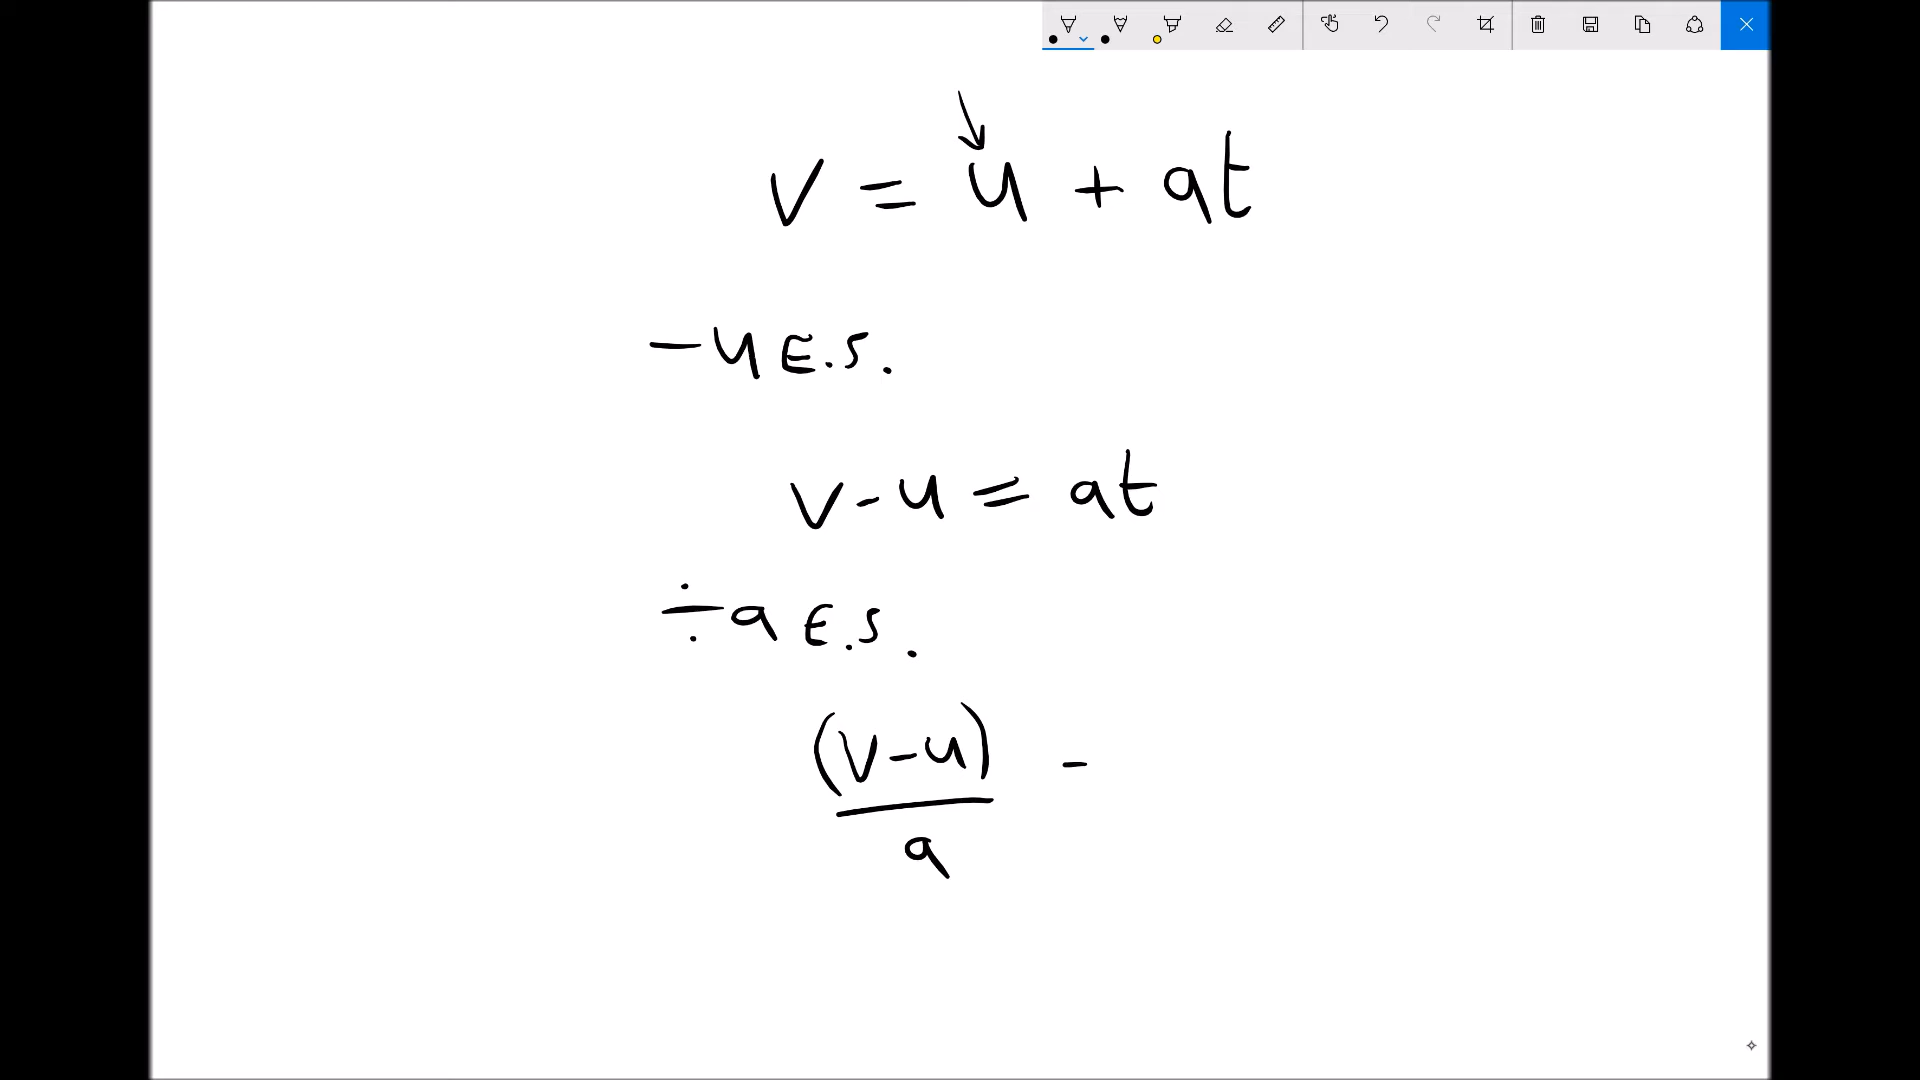 v = u + at
-u E.S.
v - u = at
÷a E.S.
(v-u) -
a